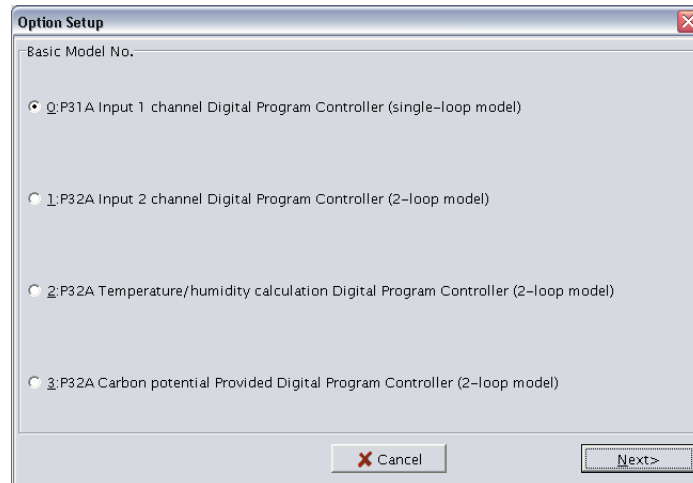 Option Setup
Basic Model No.
0:P31A Input 1 channel Digital Program Controller (single-loop model)
1:P32A Input 2 channel Digital Program Controller (2-loop model)
2:P32A Temperature/humidity calculation Digital Program Controller (2-loop model)
3:P32A Carbon potential Provided Digital Program Controller (2-loop model)
Cancel Next>